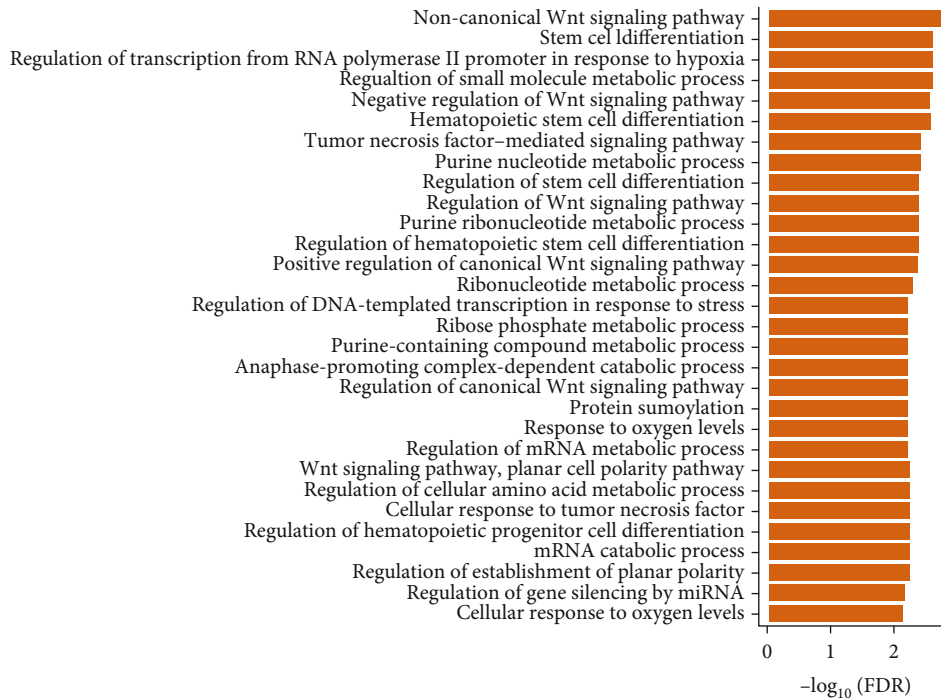 Non-canonical Wnt signaling pathway
Stem cel ldifferentiation
Regulation of transcription from RNA polymerase II promoter in response to hypoxia
Regualtion of small molecule metabolic process
Negative regulation of Wnt signaling pathway
Hematopoietic stem cell differentiation
Tumor necrosis factor–mediated signaling pathway
Purine nucleotide metabolic process
Regulation of stem cell differentiation
Regulation of Wnt signaling pathway
Purine ribonucleotide metabolic process
Regulation of hematopoietic stem cell differentiation
Positive regulation of canonical Wnt signaling pathway
Ribonucleotide metabolic process
Regulation of DNA-templated transcription in response to stress
Ribose phosphate metabolic process
Purine-containing compound metabolic process
Anaphase-promoting complex-dependent catabolic process
Regulation of canonical Wnt signaling pathway
Protein sumoylation
Response to oxygen levels
Regulation of mRNA metabolic process
Wnt signaling pathway, planar cell polarity pathway
Regulation of cellular amino acid metabolic process
Cellular response to tumor necrosis factor
Regulation of hematopoietic progenitor cell differentiation
mRNA catabolic process
Regulation of establishment of planar polarity
Regulation of gene silencing by miRNA
Cellular response to oxygen levels
0 1 2
–log₁₀ (FDR)